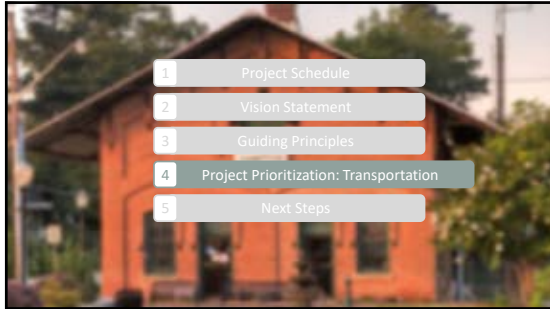 1 Project Schedule
2 Vision Statement
3 Guiding Principles
4 Project Prioritization: Transportation
5 Next Steps